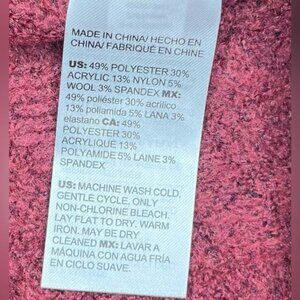 MADE IN CHINA/ HECHO EN
CHINA/ FABRIQUÉ EN CHINE
US: 49% POLYESTER 30%
ACRYLIC 13% NYLON 5%
WOOL 3% SPANDEX MX:
49% poliéster 30% acrílico
13% poliamida 5% LANA 3%
elastano CA: 49%
POLYESTER 30%
ACRYLIQUE 13%
POLYAMIDE 5% LAINE 3%
SPANDEX
US: MACHINE WASH COLD,
GENTLE CYCLE. ONLY
NON-CHLORINE BLEACH.
LAY FLAT TO DRY. WARM
IRON. MAY BE DRY
CLEANED MX: LAVAR A
MÁQUINA CON AGUA FRÍA
EN CICLO SUAVE.